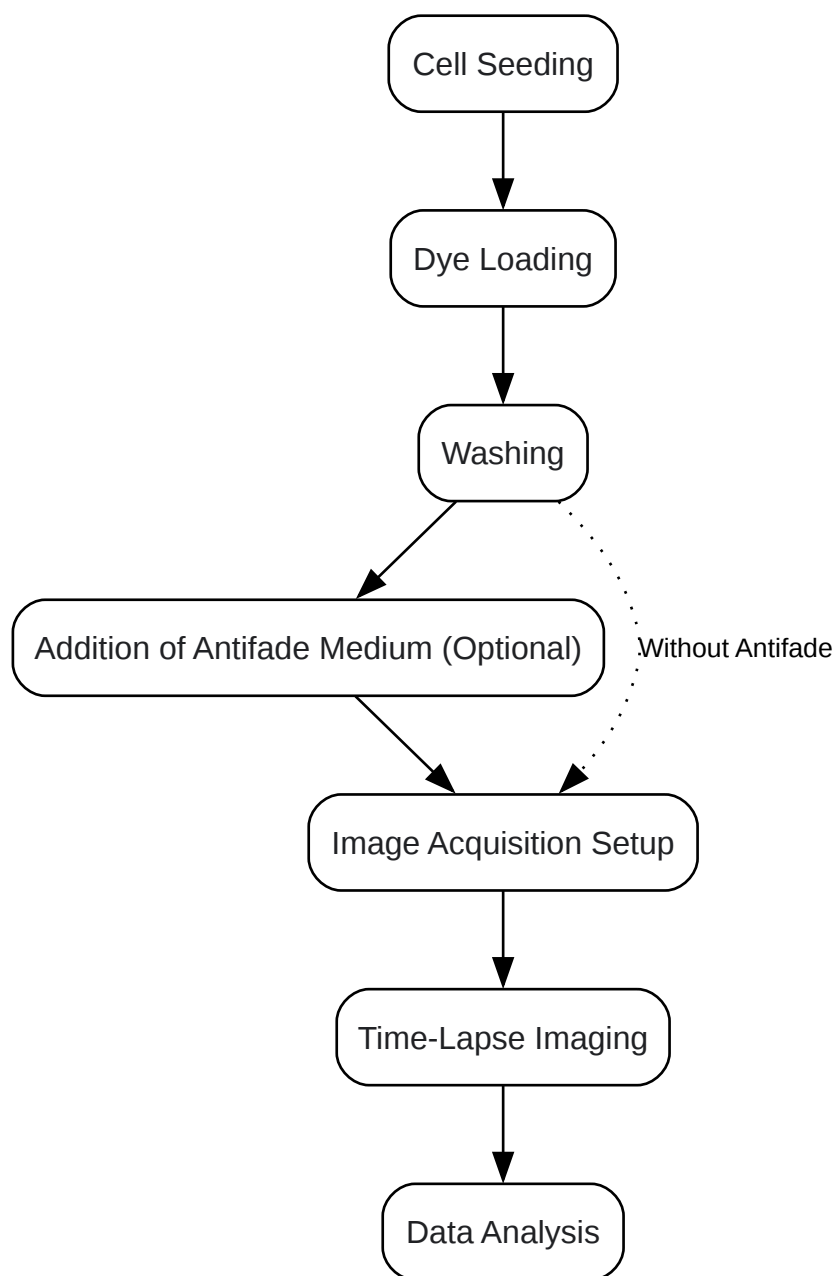 Cell Seeding
Dye Loading
Washing
Addition of Antifade Medium (Optional)
Without Antifade
Image Acquisition Setup
Time-Lapse Imaging
Data Analysis